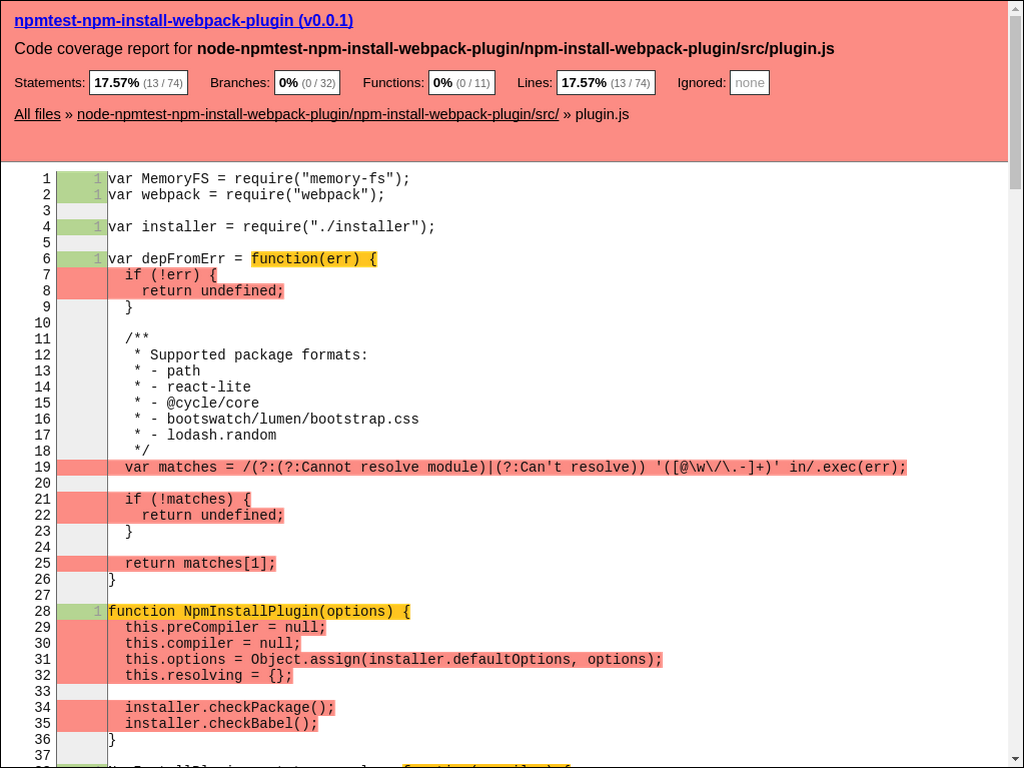 npmtest-npm-install-webpack-plugin (v0.0.1)
Code coverage report for node-npmtest-npm-install-webpack-plugin/npm-install-webpack-plugin/src/plugin.js
Statements: 17.57% (13 / 74) Branches: 0% (0 / 32) Functions: 0% (0 / 11) Lines: 17.57% (13 / 74) Ignored: none
All files » node-npmtest-npm-install-webpack-plugin/npm-install-webpack-plugin/src/ » plugin.js
1 1 var MemoryFS = require("memory-fs");
2 1 var webpack = require("webpack");
3
4 1 var installer = require("./installer");
5
6 1 var depFromErr = function(err) {
7   if (!err) {
8     return undefined;
9   }
10
11   /**
12    * Supported package formats:
13    * - path
14    * - react-lite
15    * - @cycle/core
16    * - bootswatch/lumen/bootstrap.css
17    * - lodash.random
18    */
19   var matches = /(?:(?:Cannot resolve module)|(?:Can't resolve)) '([@\w\/\.-]+)' in/.exec(err);
20
21   if (!matches) {
22     return undefined;
23   }
24
25   return matches[1];
26 }
27
28 1 function NpmInstallPlugin(options) {
29   this.preCompiler = null;
30   this.compiler = null;
31   this.options = Object.assign(installer.defaultOptions, options);
32   this.resolving = {};
33
34   installer.checkPackage();
35   installer.checkBabel();
36 }
37